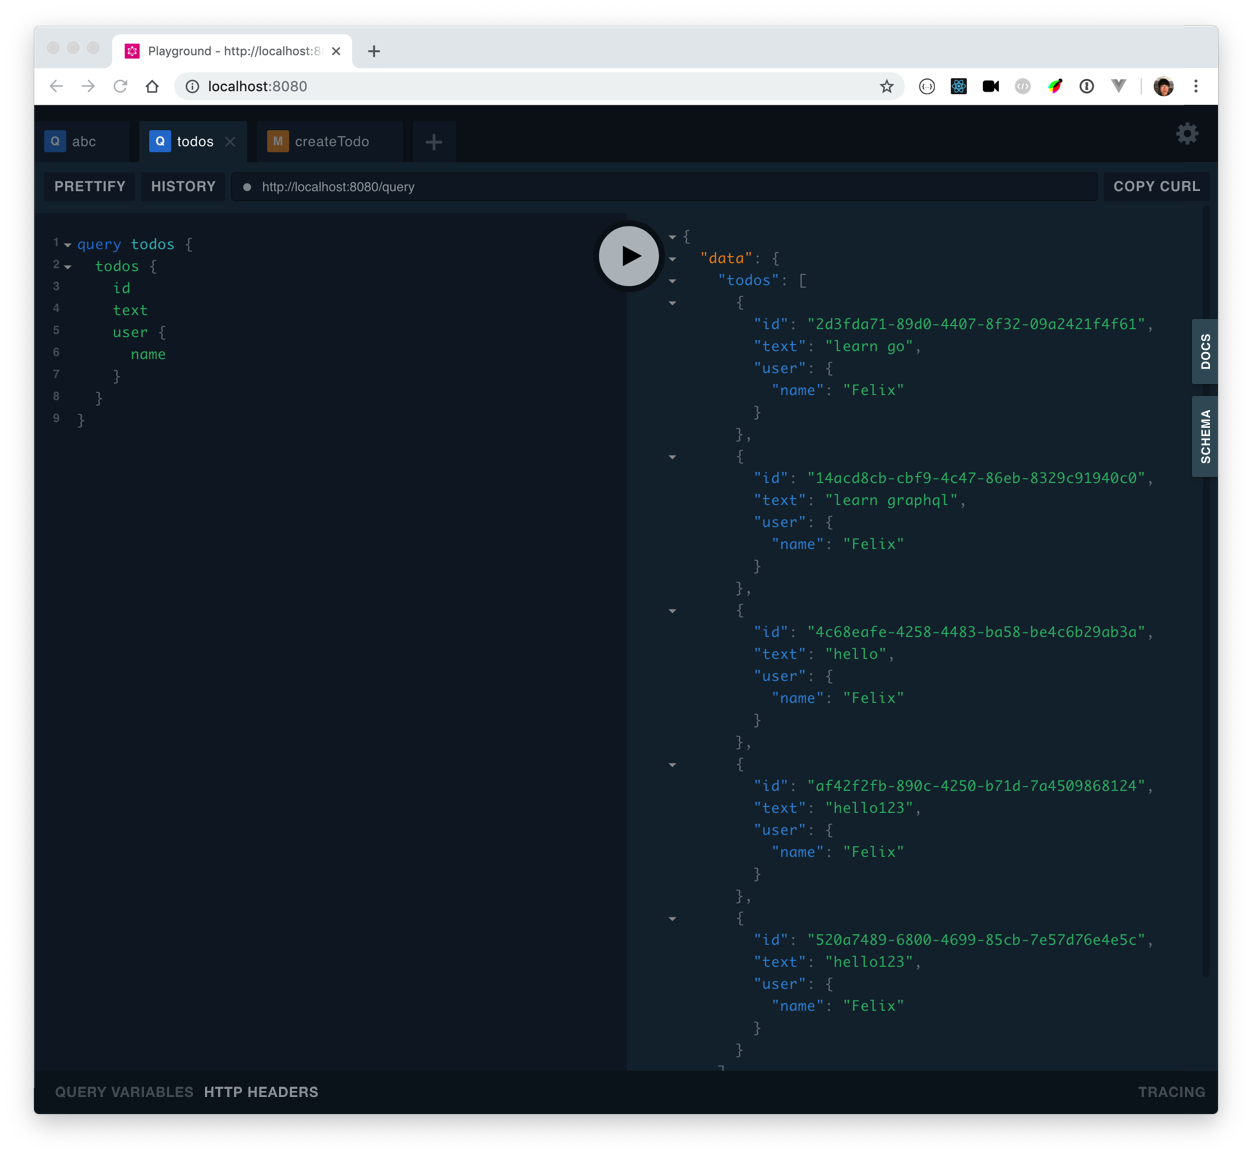 Playground - http://localhost:8
localhost:8080
Q abc
Q todos
M createTodo
PRETTIFY
HISTORY
http://localhost:8080/query
COPY CURL
1 query todos {
2 todos {
3 id
4 text
5 user {
6 name
7 }
8 }
9 }
{
"data": {
"todos": [
{
"id": "2d3fda71-89d0-4407-8f32-09a2421f4f61",
"text": "learn go",
"user": {
"name": "Felix"
}
},
{
"id": "14acd8cb-cbf9-4c47-86eb-8329c91940c0",
"text": "learn graphql",
"user": {
"name": "Felix"
}
},
{
"id": "4c68eafe-4258-4483-ba58-be4c6b29ab3a",
"text": "hello",
"user": {
"name": "Felix"
}
},
{
"id": "af42f2fb-890c-4250-b71d-7a4509868124",
"text": "hello123",
"user": {
"name": "Felix"
}
},
{
"id": "520a7489-6800-4699-85cb-7e57d76e4e5c",
"text": "hello123",
"user": {
"name": "Felix"
}
}
]
DOCS
SCHEMA
QUERY VARIABLES
HTTP HEADERS
TRACING